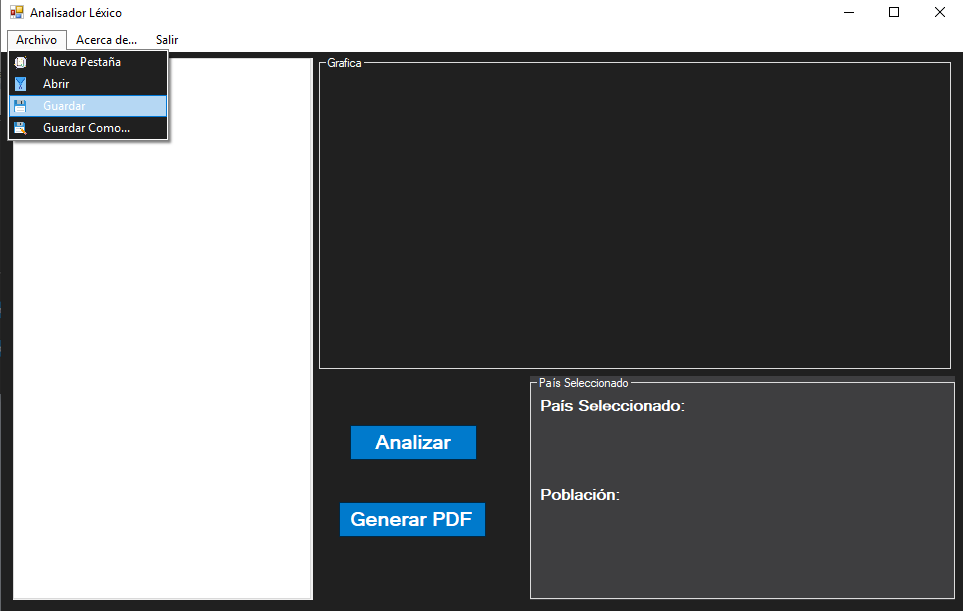 Analisador Léxico
Archivo Acerca de... Salir
Nueva Pestaña
Abrir
Guardar
Guardar Como...
Grafica
País Seleccionado
País Seleccionado:
Analizar
Población:
Generar PDF